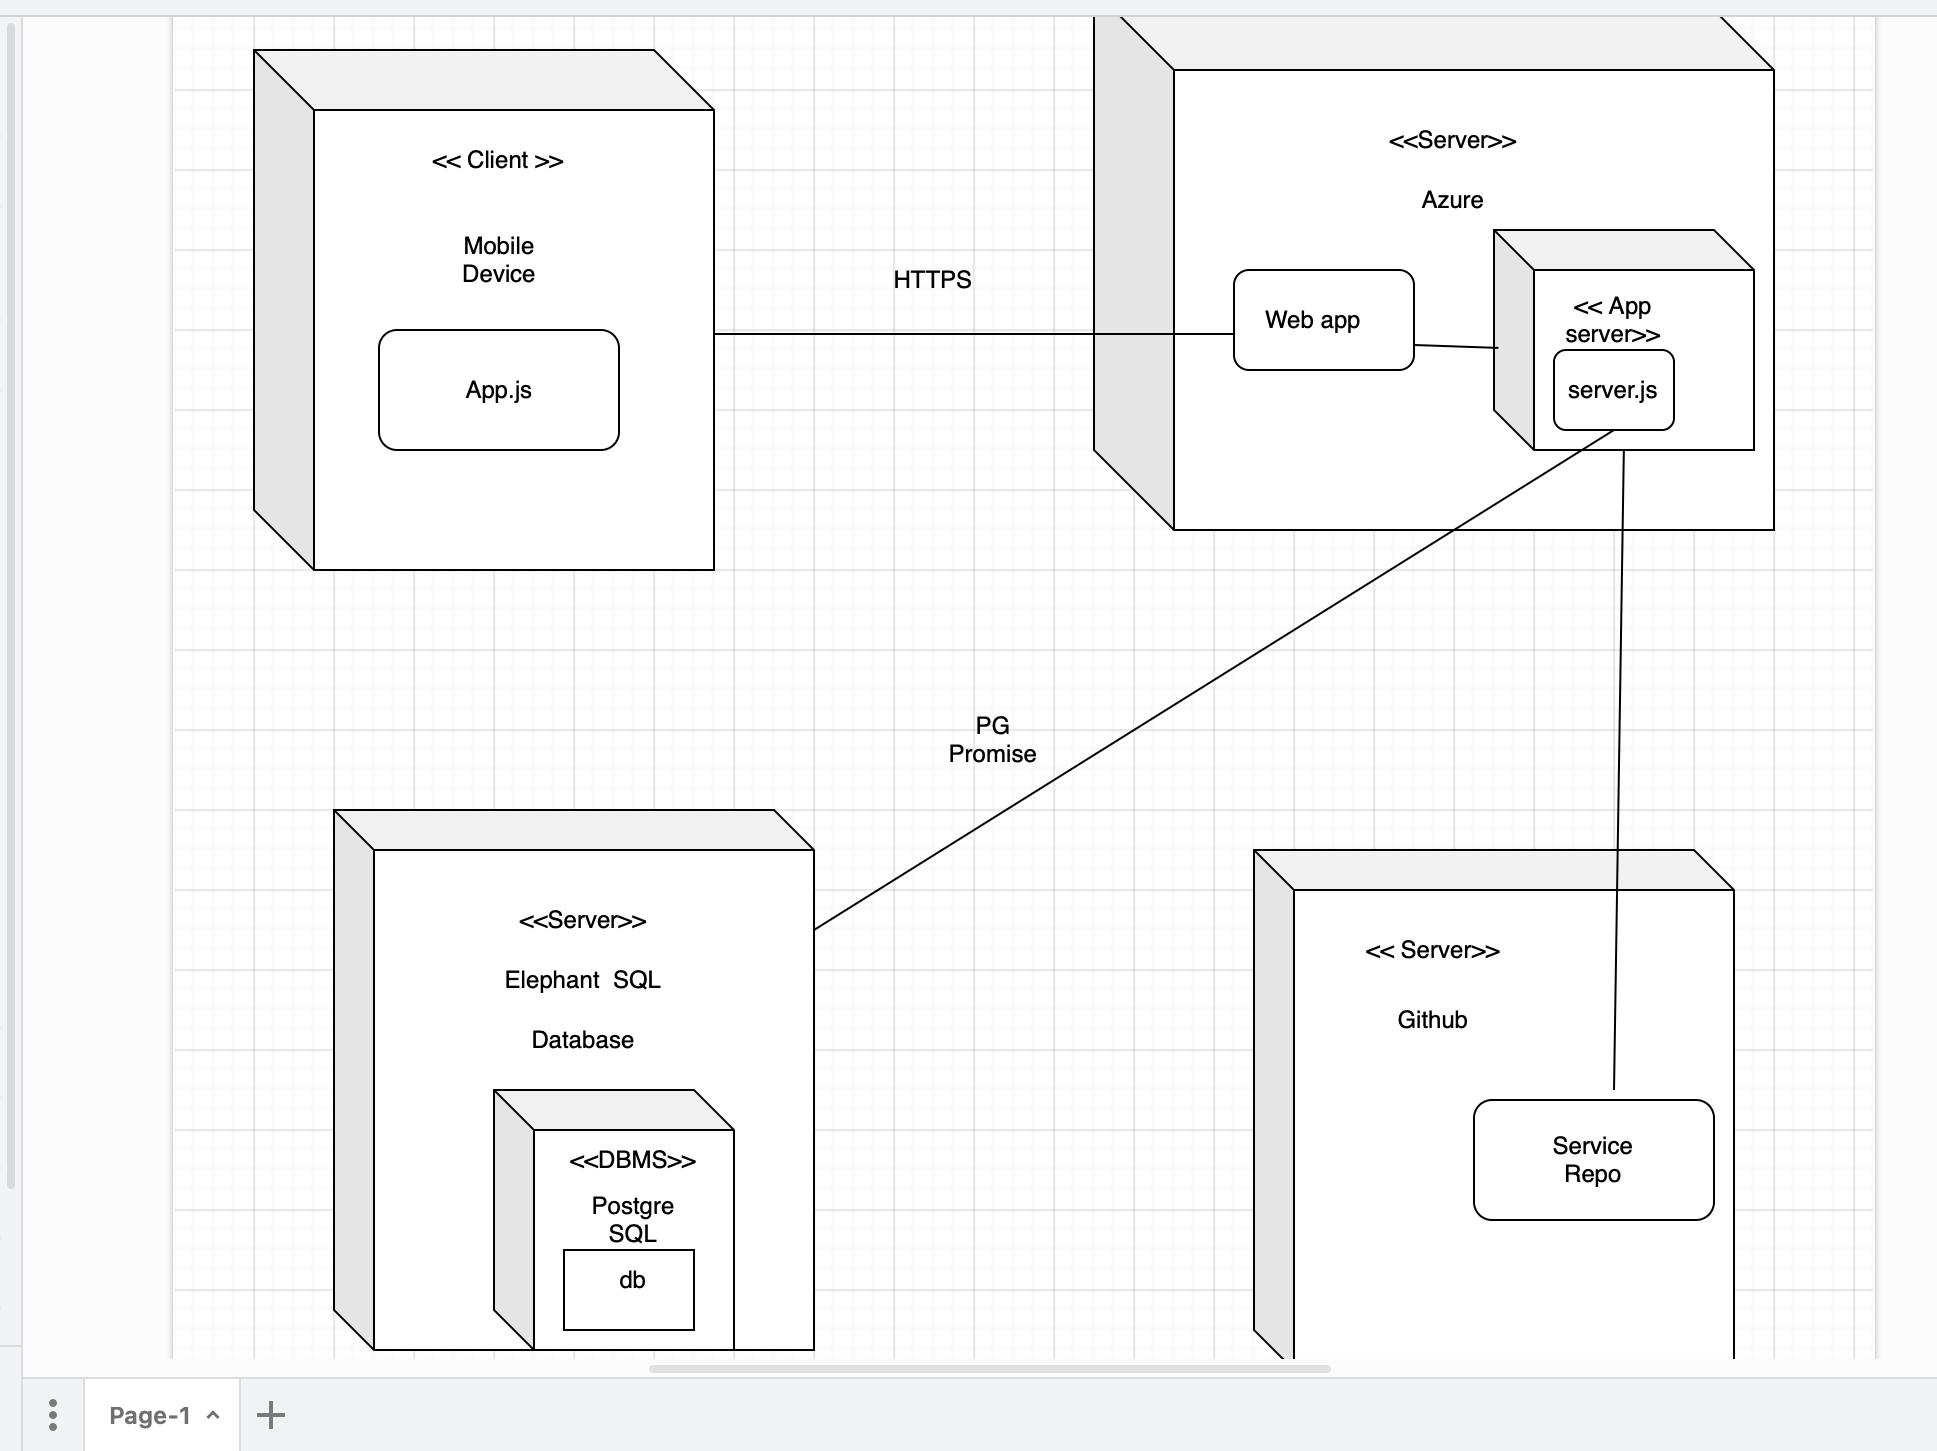 << Client >>
Mobile
Device
App.js
HTTPS
<<Server>>
Azure
Web app
<< App
server>>
server.js
PG
Promise
<<Server>>
Elephant  SQL
Database
<<DBMS>>
Postgre
SQL
db
<< Server>>
Github
Service
Repo
Page-1